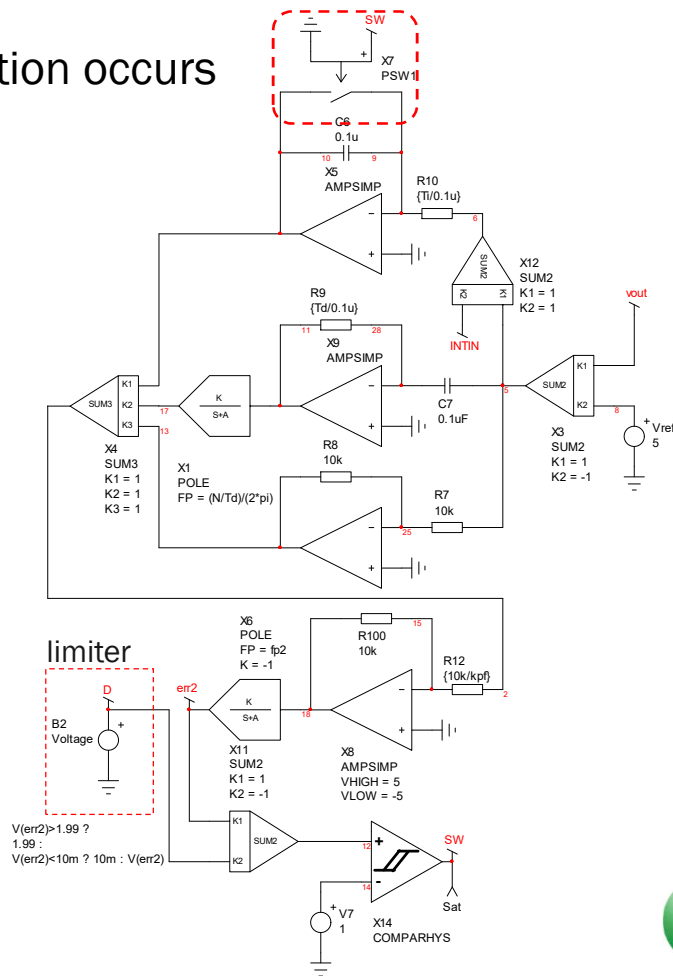 tion occurs
SW
+
X7
PSW1
C6
0.1u
10
9
X5
AMPSIMP
R10
{Ti/0.1u}
6
SUM2
K2
K1
X12
SUM2
K1 = 1
K2 = 1
INTIN
vout
R9
{Td/0.1u}
11
28
X9
AMPSIMP
C7
0.1uF
5
SUM2
K1
K2
8
X3
SUM2
K1 = 1
K2 = -1
+
Vref
5
SUM3
K1
K2
K3
17
13
K
S+A
X4
SUM3
K1 = 1
K2 = 1
K3 = 1
X1
POLE
FP = (N/Td)/(2*pi)
R8
10k
R7
10k
25
limiter
D
B2
Voltage
+
err2
X6
POLE
FP = fp2
K = -1
K
S+A
18
15
R100
10k
R12
{10k/kpf}
2
X8
AMPSIMP
VHIGH = 5
VLOW = -5
X11
SUM2
K1 = 1
K2 = -1
V(err2)>1.99 ?
1.99 :
V(err2)<10m ? 10m : V(err2)
K1
K2
SUM2
12
14
+
-
SW
Sat
+
V7
1
X14
COMPARHYS